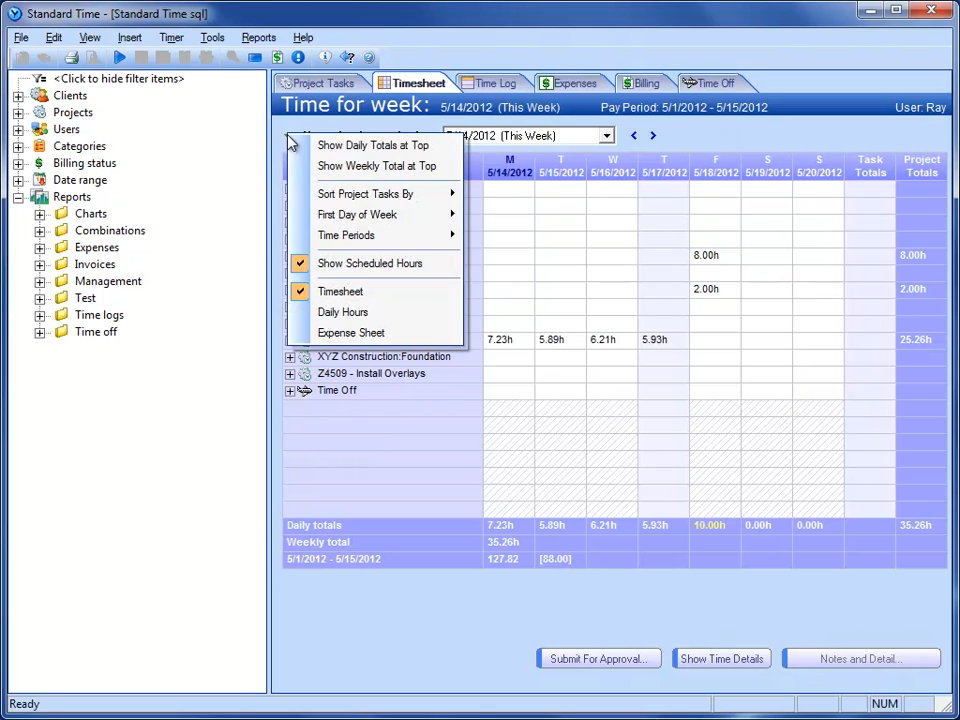 Standard Time - [Standard Time sql]
File Edit View Insert Timer Tools Reports Help
<Click to hide filter items>
Clients
Projects
Users
Categories
Billing status
Date range
Reports
Charts
Combinations
Expenses
Invoices
Management
Test
Time logs
Time off
Project Tasks Timesheet Time Log Expenses Billing Time Off
Time for week: 5/14/2012 (This Week) Pay Period: 5/1/2012 - 5/15/2012 User: Ray
4/2012 (This Week)
M T W T F S S Task Project
5/14/2012 5/15/2012 5/16/2012 5/17/2012 5/18/2012 5/19/2012 5/20/2012 Totals Totals
Show Daily Totals at Top
Show Weekly Total at Top
Sort Project Tasks By
First Day of Week
Time Periods
Show Scheduled Hours
Timesheet
Daily Hours
Expense Sheet
8.00h 8.00h
2.00h 2.00h
7.23h 5.89h 6.21h 5.93h 25.26h
XYZ Construction:Foundation
Z4509 - Install Overlays
Time Off
Daily totals 7.23h 5.89h 6.21h 5.93h 10.00h 0.00h 0.00h 35.26h
Weekly total 35.26h
5/1/2012 - 5/15/2012 127.82 [88.00]
Submit For Approval... Show Time Details Notes and Detail...
Ready NUM